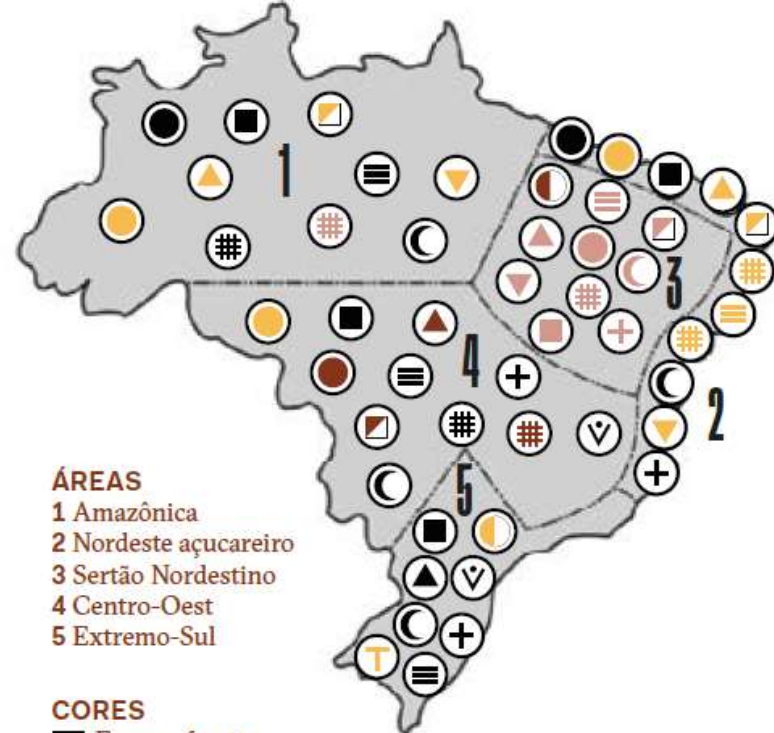 1
3
4
2
5
ÁREAS
1 Amazônica
2 Nordeste açucareiro
3 Sertão Nordestino
4 Centro-Oest
5 Extremo-Sul
CORES